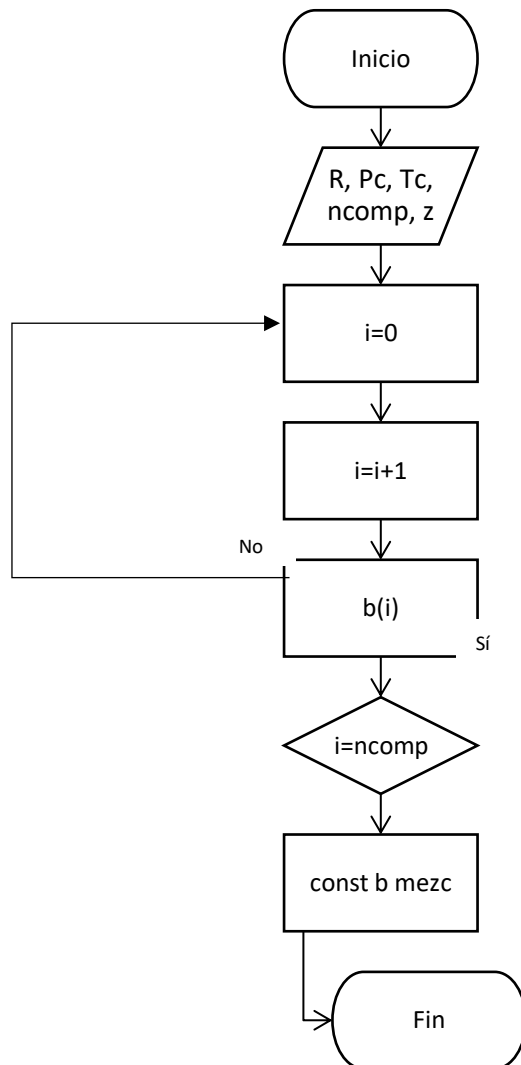 Inicio
R, Pc, Tc,
ncomp, z
i=0
i=i+1
No
b(i)
Sí
i=ncomp
const b mezc
Fin